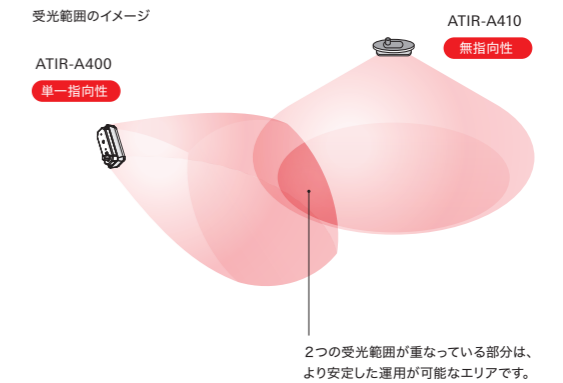 受光範囲のイメージ
ATIR-A410
無指向性
ATIR-A400
単一指向性
2つの受光範囲が重なっている部分は、
より安定した運用が可能なエリアです。